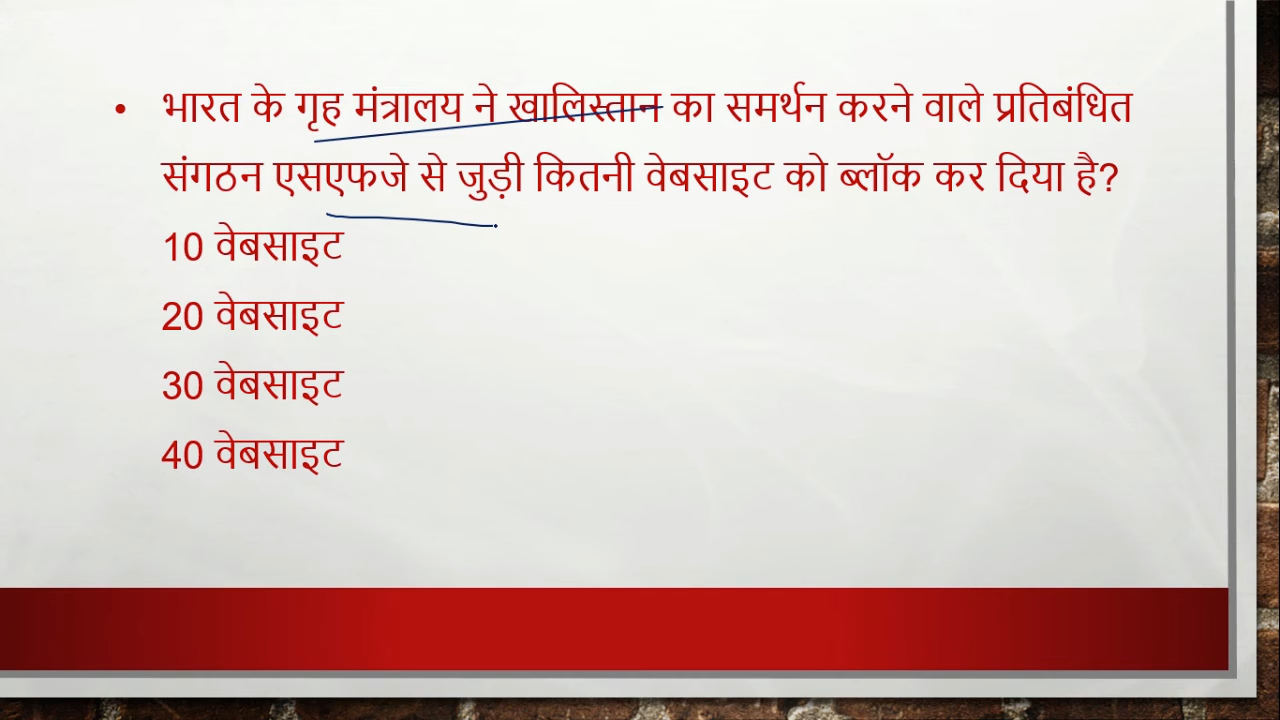 • भारत के गृह मंत्रालय ने खालिस्तान का समर्थन करने वाले प्रतिबंधित
संगठन एसएफजे से जुड़ी कितनी वेबसाइट को ब्लॉक कर दिया है?
10 वेबसाइट
20 वेबसाइट
30 वेबसाइट
40 वेबसाइट